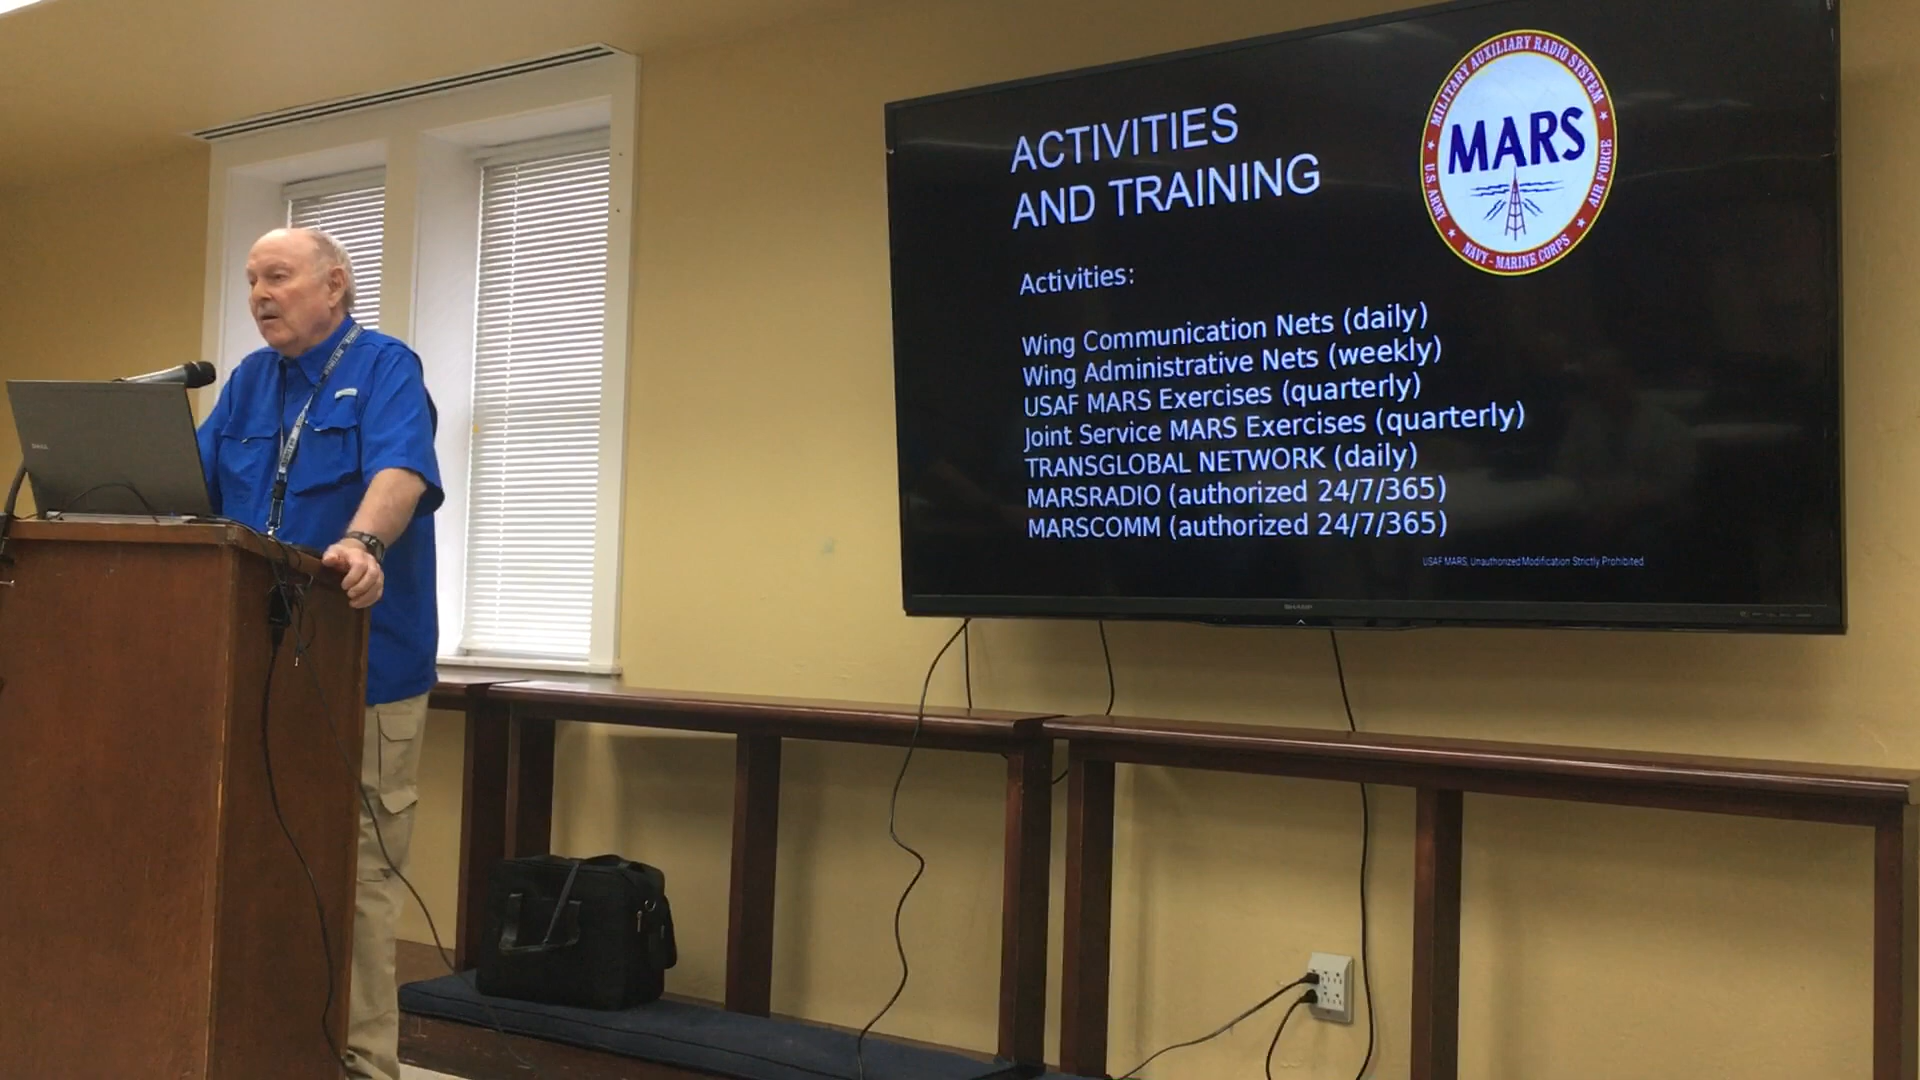 ACTIVITIES
AND TRAINING
MILITARY AUXILIARY RADIO SYSTEM
MARS
U.S. ARMY
NAVY - MARINE CORPS
AIR FORCE
Activities:
Wing Communication Nets (daily)
Wing Administrative Nets (weekly)
USAF MARS Exercises (quarterly)
Joint Service MARS Exercises (quarterly)
TRANSGLOBAL NETWORK (daily)
MARSRADIO (authorized 24/7/365)
MARSCOMM (authorized 24/7/365)
USAF MARS, Unauthorized Modification Strictly Prohibited
SHARP
DELL